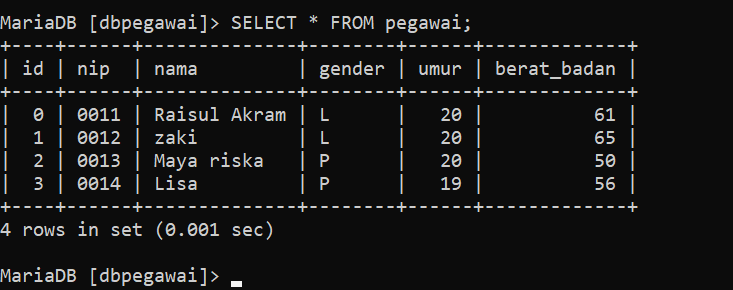 MariaDB [dbpegawai]> SELECT * FROM pegawai;
+----+------+--------------+--------+------+-------------+
| id | nip  | nama         | gender | umur | berat_badan |
+----+------+--------------+--------+------+-------------+
|  0 | 0011 | Raisul Akram | L      |   20 |          61 |
|  1 | 0012 | zaki         | L      |   20 |          65 |
|  2 | 0013 | Maya riska   | P      |   20 |          50 |
|  3 | 0014 | Lisa         | P      |   19 |          56 |
+----+------+--------------+--------+------+-------------+
4 rows in set (0.001 sec)
MariaDB [dbpegawai]>